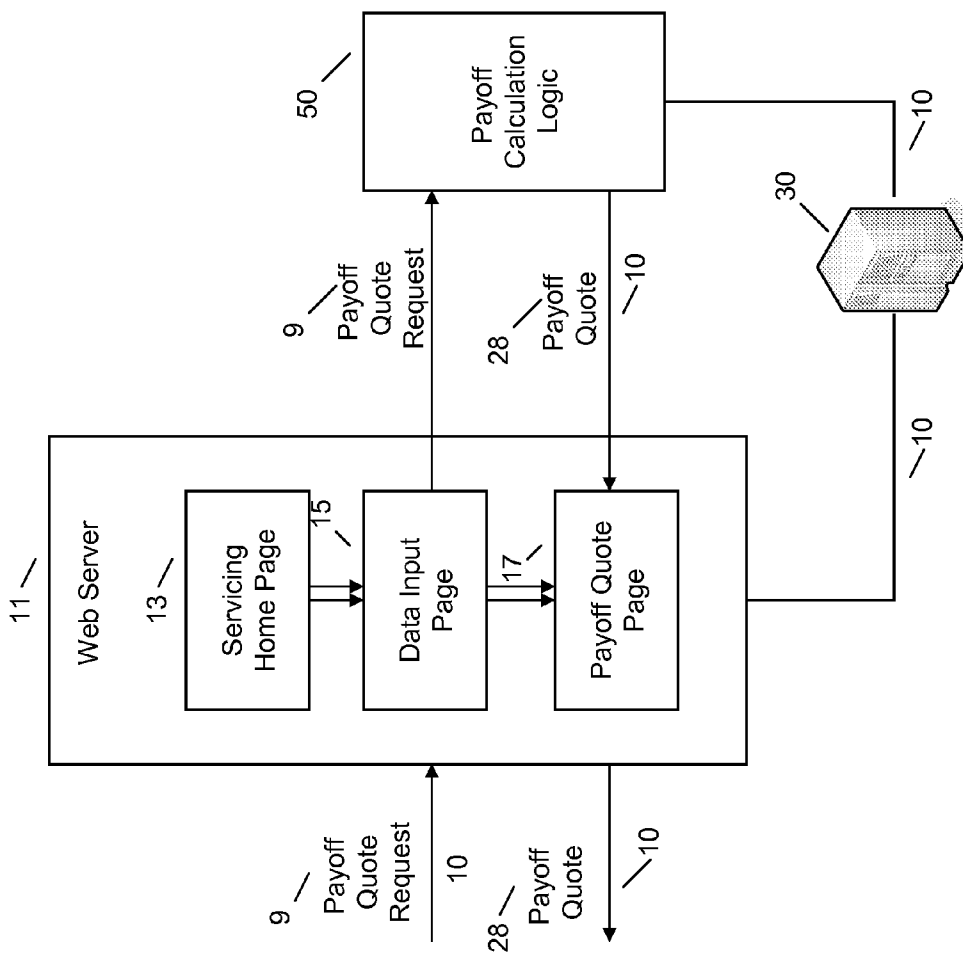 11
Web Server
13
Servicing
Home Page
15
Data Input
Page
17
Payoff Quote
Page
9
Payoff
Quote
Request
10
28
Payoff
Quote
10
9
Payoff
Quote
Request
28
Payoff
Quote
10
50
Payoff
Calculation
Logic
10
30
10